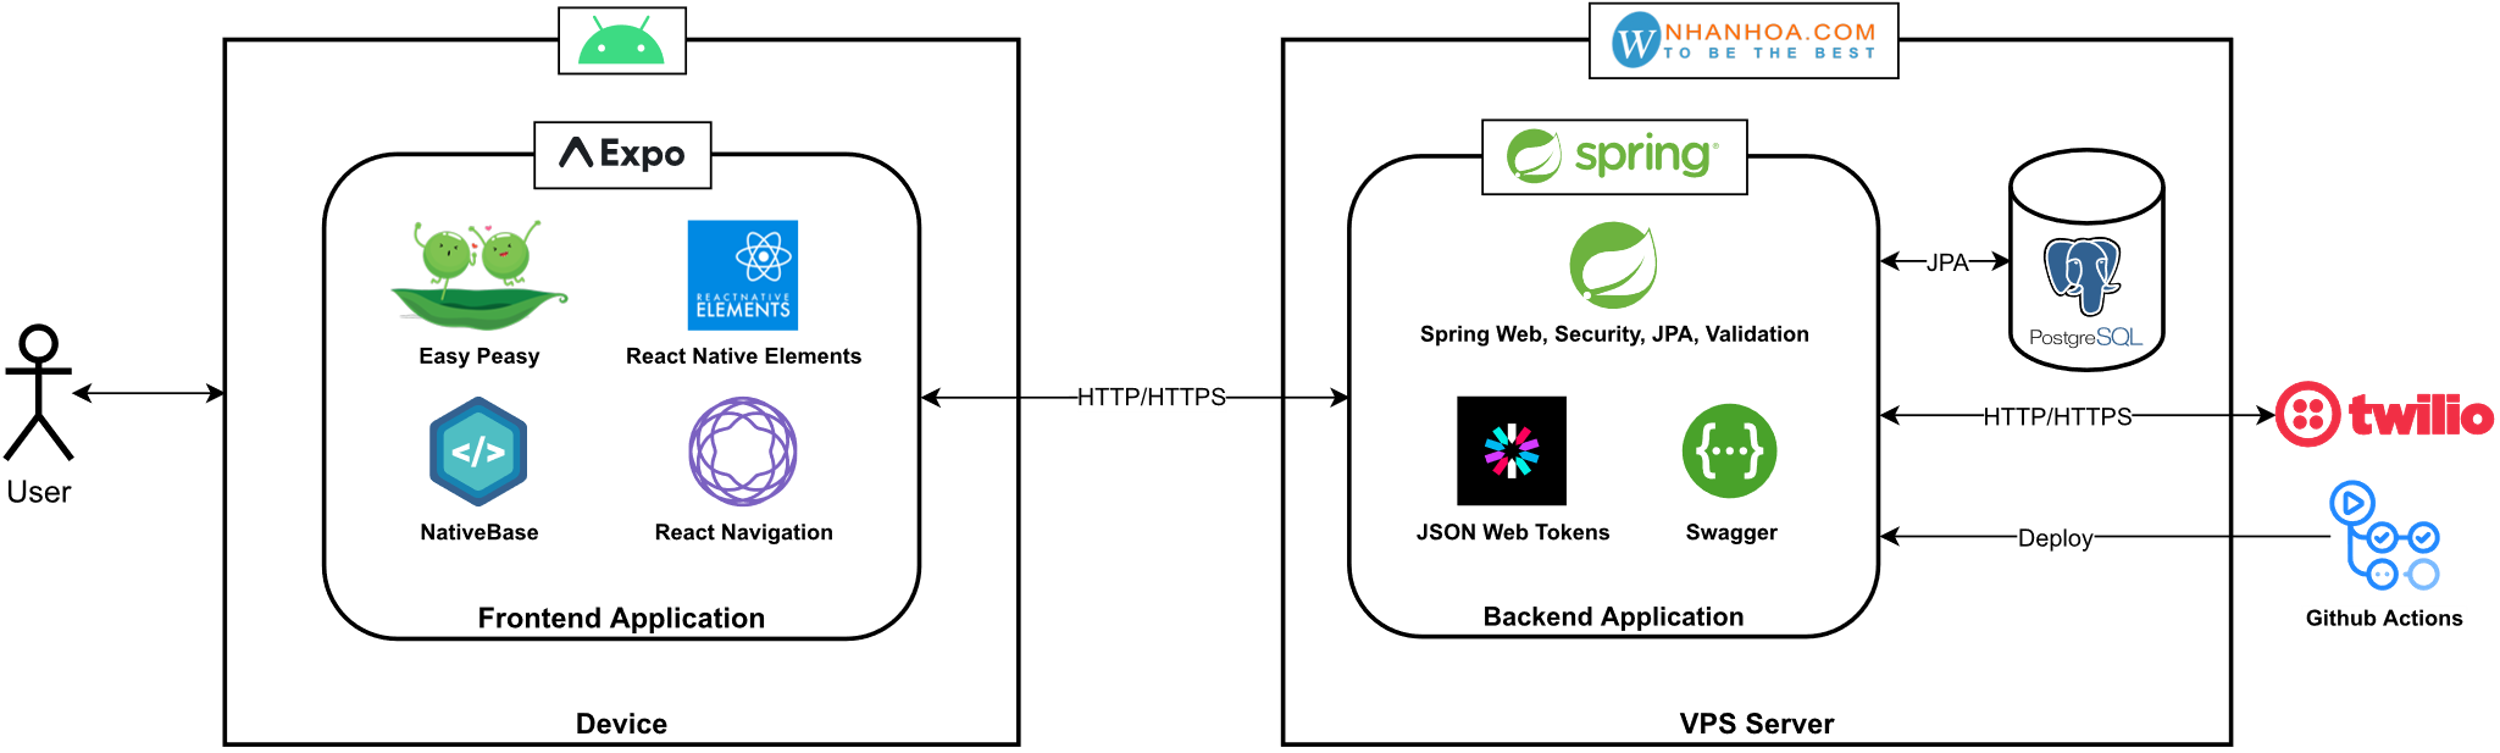 User
Expo
Easy Peasy
REACTNATIVE
ELEMENTS
React Native Elements
</>
NativeBase
React Navigation
Frontend Application
Device
HTTP/HTTPS
W
NHANHOA.COM
TO BE THE BEST
spring®
Spring Web, Security, JPA, Validation
JSON Web Tokens
{...}
Swagger
Backend Application
VPS Server
JPA
PostgreSQL
HTTP/HTTPS
twilio
Deploy
Github Actions